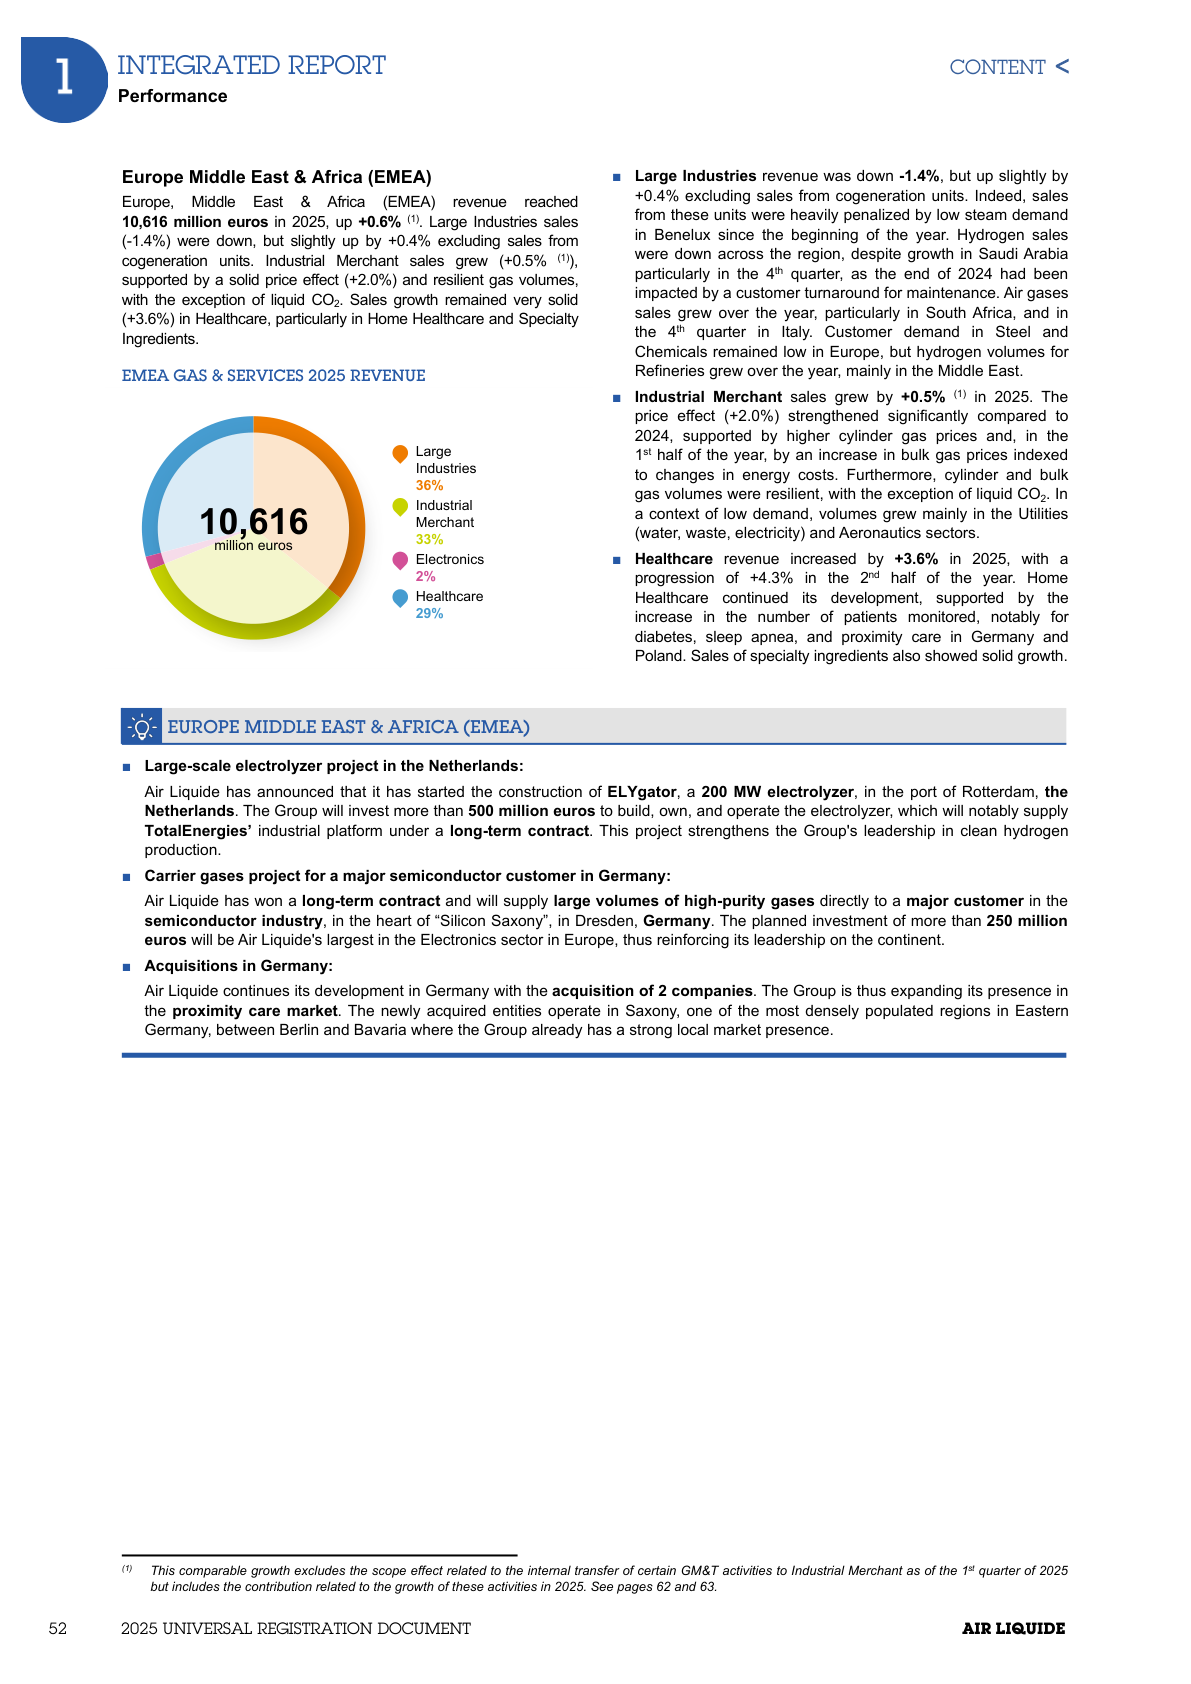 1
INTEGRATED REPORT
CONTENT <
Performance
Europe Middle East & Africa (EMEA)
Europe, Middle East & Africa (EMEA) revenue reached
10,616 million euros in 2025, up +0.6% (1). Large Industries sales
(-1.4%) were down, but slightly up by +0.4% excluding sales from
cogeneration units. Industrial Merchant sales grew (+0.5% (1)),
supported by a solid price effect (+2.0%) and resilient gas volumes,
with the exception of liquid CO2. Sales growth remained very solid
(+3.6%) in Healthcare, particularly in Home Healthcare and Specialty
Ingredients.
EMEA GAS & SERVICES 2025 REVENUE
10,616
million euros
Large
Industries
36%
Industrial
Merchant
33%
Electronics
2%
Healthcare
29%
■ Large Industries revenue was down -1.4%, but up slightly by
+0.4% excluding sales from cogeneration units. Indeed, sales
from these units were heavily penalized by low steam demand
in Benelux since the beginning of the year. Hydrogen sales
were down across the region, despite growth in Saudi Arabia
particularly in the 4th quarter, as the end of 2024 had been
impacted by a customer turnaround for maintenance. Air gases
sales grew over the year, particularly in South Africa, and in
the 4th quarter in Italy. Customer demand in Steel and
Chemicals remained low in Europe, but hydrogen volumes for
Refineries grew over the year, mainly in the Middle East.
■ Industrial Merchant sales grew by +0.5% (1) in 2025. The
price effect (+2.0%) strengthened significantly compared to
2024, supported by higher cylinder gas prices and, in the
1st half of the year, by an increase in bulk gas prices indexed
to changes in energy costs. Furthermore, cylinder and bulk
gas volumes were resilient, with the exception of liquid CO2. In
a context of low demand, volumes grew mainly in the Utilities
(water, waste, electricity) and Aeronautics sectors.
■ Healthcare revenue increased by +3.6% in 2025, with a
progression of +4.3% in the 2nd half of the year. Home
Healthcare continued its development, supported by the
increase in the number of patients monitored, notably for
diabetes, sleep apnea, and proximity care in Germany and
Poland. Sales of specialty ingredients also showed solid growth.
EUROPE MIDDLE EAST & AFRICA (EMEA)
■ Large-scale electrolyzer project in the Netherlands:
Air Liquide has announced that it has started the construction of ELYgator, a 200 MW electrolyzer, in the port of Rotterdam, the
Netherlands. The Group will invest more than 500 million euros to build, own, and operate the electrolyzer, which will notably supply
TotalEnergies’ industrial platform under a long-term contract. This project strengthens the Group's leadership in clean hydrogen
production.
■ Carrier gases project for a major semiconductor customer in Germany:
Air Liquide has won a long-term contract and will supply large volumes of high-purity gases directly to a major customer in the
semiconductor industry, in the heart of “Silicon Saxony”, in Dresden, Germany. The planned investment of more than 250 million
euros will be Air Liquide's largest in the Electronics sector in Europe, thus reinforcing its leadership on the continent.
■ Acquisitions in Germany:
Air Liquide continues its development in Germany with the acquisition of 2 companies. The Group is thus expanding its presence in
the proximity care market. The newly acquired entities operate in Saxony, one of the most densely populated regions in Eastern
Germany, between Berlin and Bavaria where the Group already has a strong local market presence.
(1) This comparable growth excludes the scope effect related to the internal transfer of certain GM&T activities to Industrial Merchant as of the 1st quarter of 2025
but includes the contribution related to the growth of these activities in 2025. See pages 62 and 63.
52
2025 UNIVERSAL REGISTRATION DOCUMENT
AIR LIQUIDE